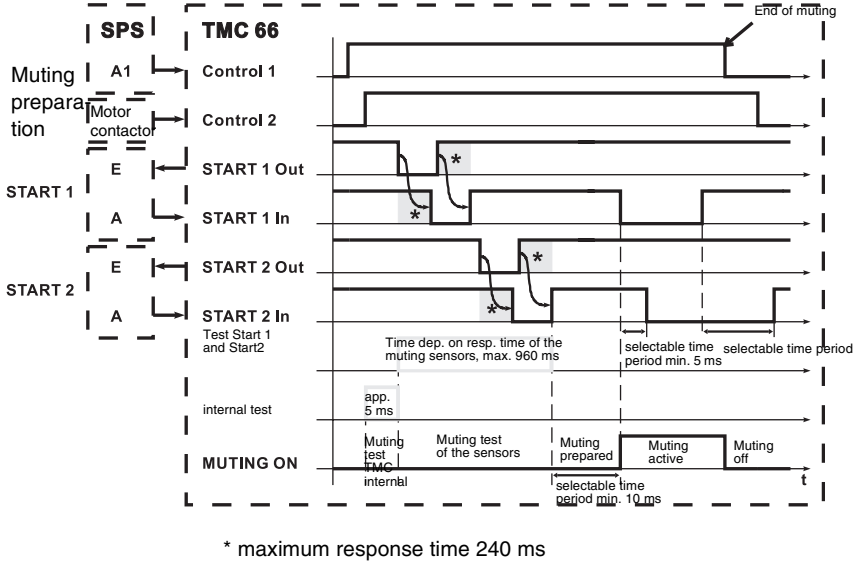 End of muting
SPS TMC 66
Muting
prepara-
tion
A1 Control 1
Motor
contactor
Control 2
START 1
E START 1 Out
*
A START 1 In
*
START 2
E START 2 Out
*
A START 2 In
*
Test Start 1
and Start2
Time dep. on resp. time of the
muting sensors, max. 960 ms
selectable time
period min. 5 ms
selectable time period
internal test
app.
5 ms
MUTING ON
Muting
test
TMC
internal
Muting test
of the sensors
Muting
prepared
Muting
active
Muting
off
t
selectable time
period min. 10 ms
* maximum response time 240 ms